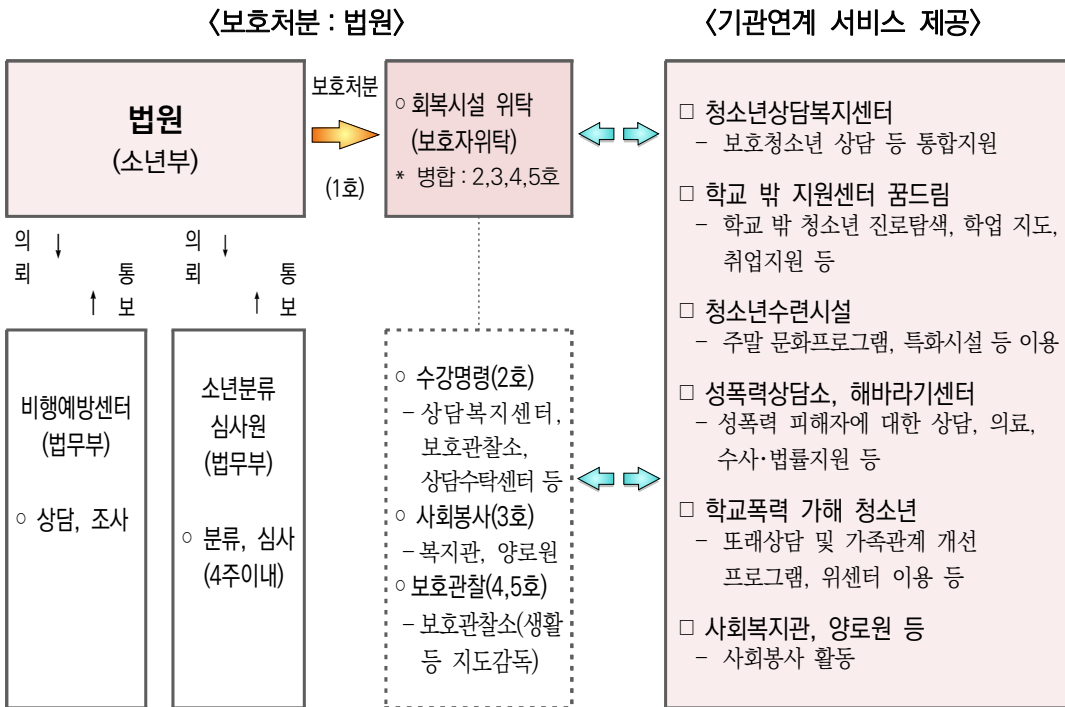 〈보호처분 : 법원〉
〈기관연계 서비스 제공〉
법원
(소년부)
보호처분
(1호)
○ 회복시설 위탁
(보호자위탁)
* 병합 : 2,3,4,5호
의뢰 ↓
↑ 통보
의뢰 ↓
↑ 통보
비행예방센터
(법무부)
○ 상담, 조사
소년분류
심사원
(법무부)
○ 분류, 심사
(4주이내)
○ 수강명령(2호)
- 상담복지센터,
보호관찰소,
상담수탁센터 등
○ 사회봉사(3호)
- 복지관, 양로원
○ 보호관찰(4,5호)
- 보호관찰소(생활
등 지도감독)
□ 청소년상담복지센터
- 보호청소년 상담 등 통합지원
□ 학교 밖 지원센터 꿈드림
- 학교 밖 청소년 진로탐색, 학업 지도,
취업지원 등
□ 청소년수련시설
- 주말 문화프로그램, 특화시설 등 이용
□ 성폭력상담소, 해바라기센터
- 성폭력 피해자에 대한 상담, 의료,
수사·법률지원 등
□ 학교폭력 가해 청소년
- 또래상담 및 가족관계 개선
프로그램, 위센터 이용 등
□ 사회복지관, 양로원 등
- 사회봉사 활동